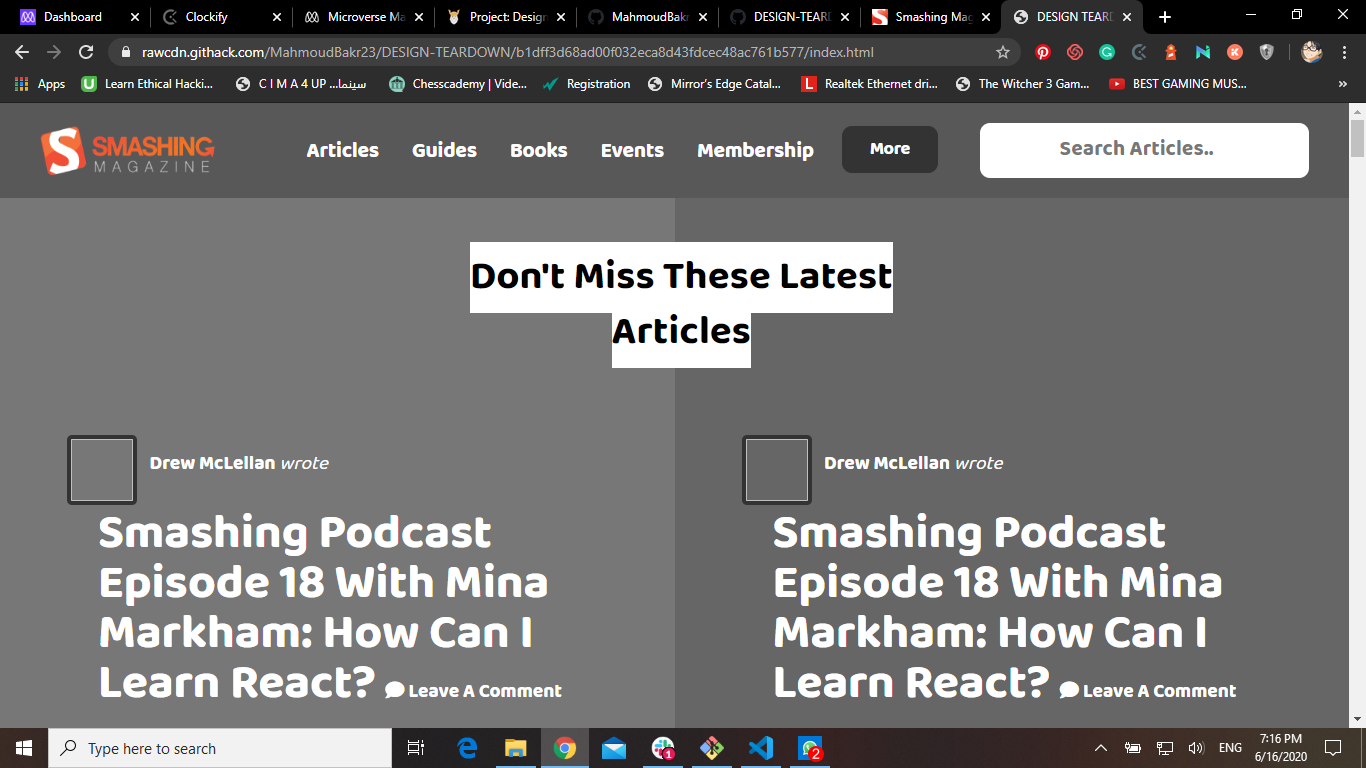 Dashboard
Clockify
Microverse Ma
Project: Design
MahmoudBakr
DESIGN-TEARD
Smashing Mag
DESIGN TEARD
rawcdn.githack.com/MahmoudBakr23/DESIGN-TEARDOWN/b1dff3d68ad00f032eca8d43fdcec48ac761b577/index.html
Apps
Learn Ethical Hacki...
C I M A 4 UP ...سينما
Chesscademy | Vide...
Registration
Mirror's Edge Catal...
Realtek Ethernet dri...
The Witcher 3 Gam...
BEST GAMING MUS...
»
SMASHING
MAGAZINE
Articles
Guides
Books
Events
Membership
More
Search Articles..
Don't Miss These Latest
Articles
Drew McLellan wrote
Smashing Podcast
Episode 18 With Mina
Markham: How Can I
Learn React? Leave A Comment
Drew McLellan wrote
Smashing Podcast
Episode 18 With Mina
Markham: How Can I
Learn React? Leave A Comment
Type here to search
1
2
ENG
7:16 PM
6/16/2020